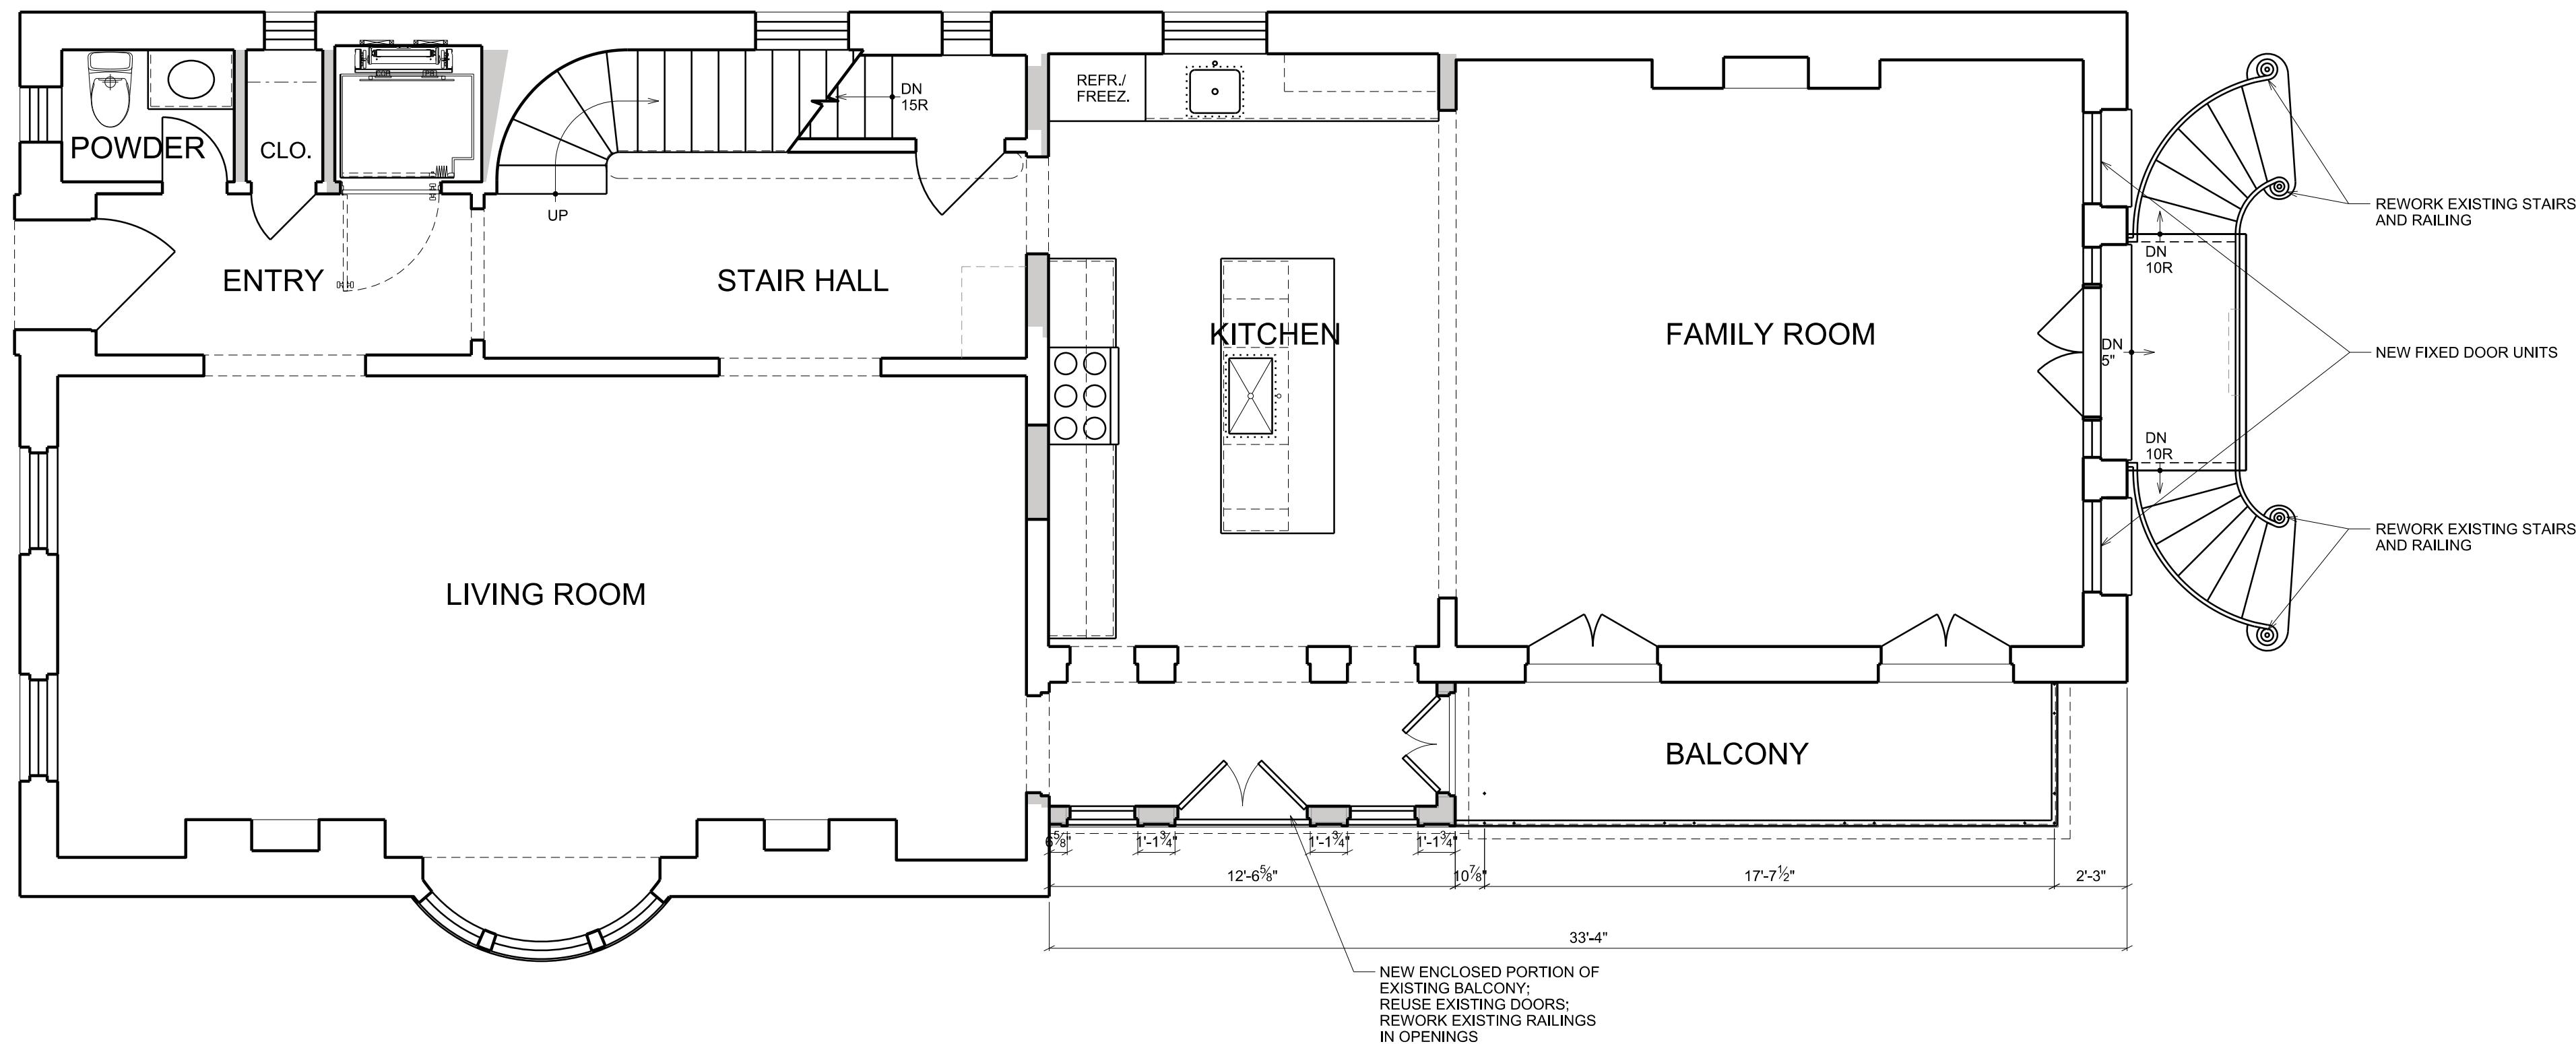 REFR./
FREEZ.
DN
15R
POWDER
CLO.
UP
ENTRY
STAIR HALL
KITCHEN
FAMILY ROOM
DN
10R
DN
5"
DN
10R
REWORK EXISTING STAIRS
AND RAILING
NEW FIXED DOOR UNITS
REWORK EXISTING STAIRS
AND RAILING
LIVING ROOM
BALCONY
6⅝"
1'-1¾"
1'-1¾"
1'-1¾"
12'-6⅝"
10⅞"
17'-7½"
2'-3"
33'-4"
NEW ENCLOSED PORTION OF
EXISTING BALCONY;
REUSE EXISTING DOORS;
REWORK EXISTING RAILINGS
IN OPENINGS